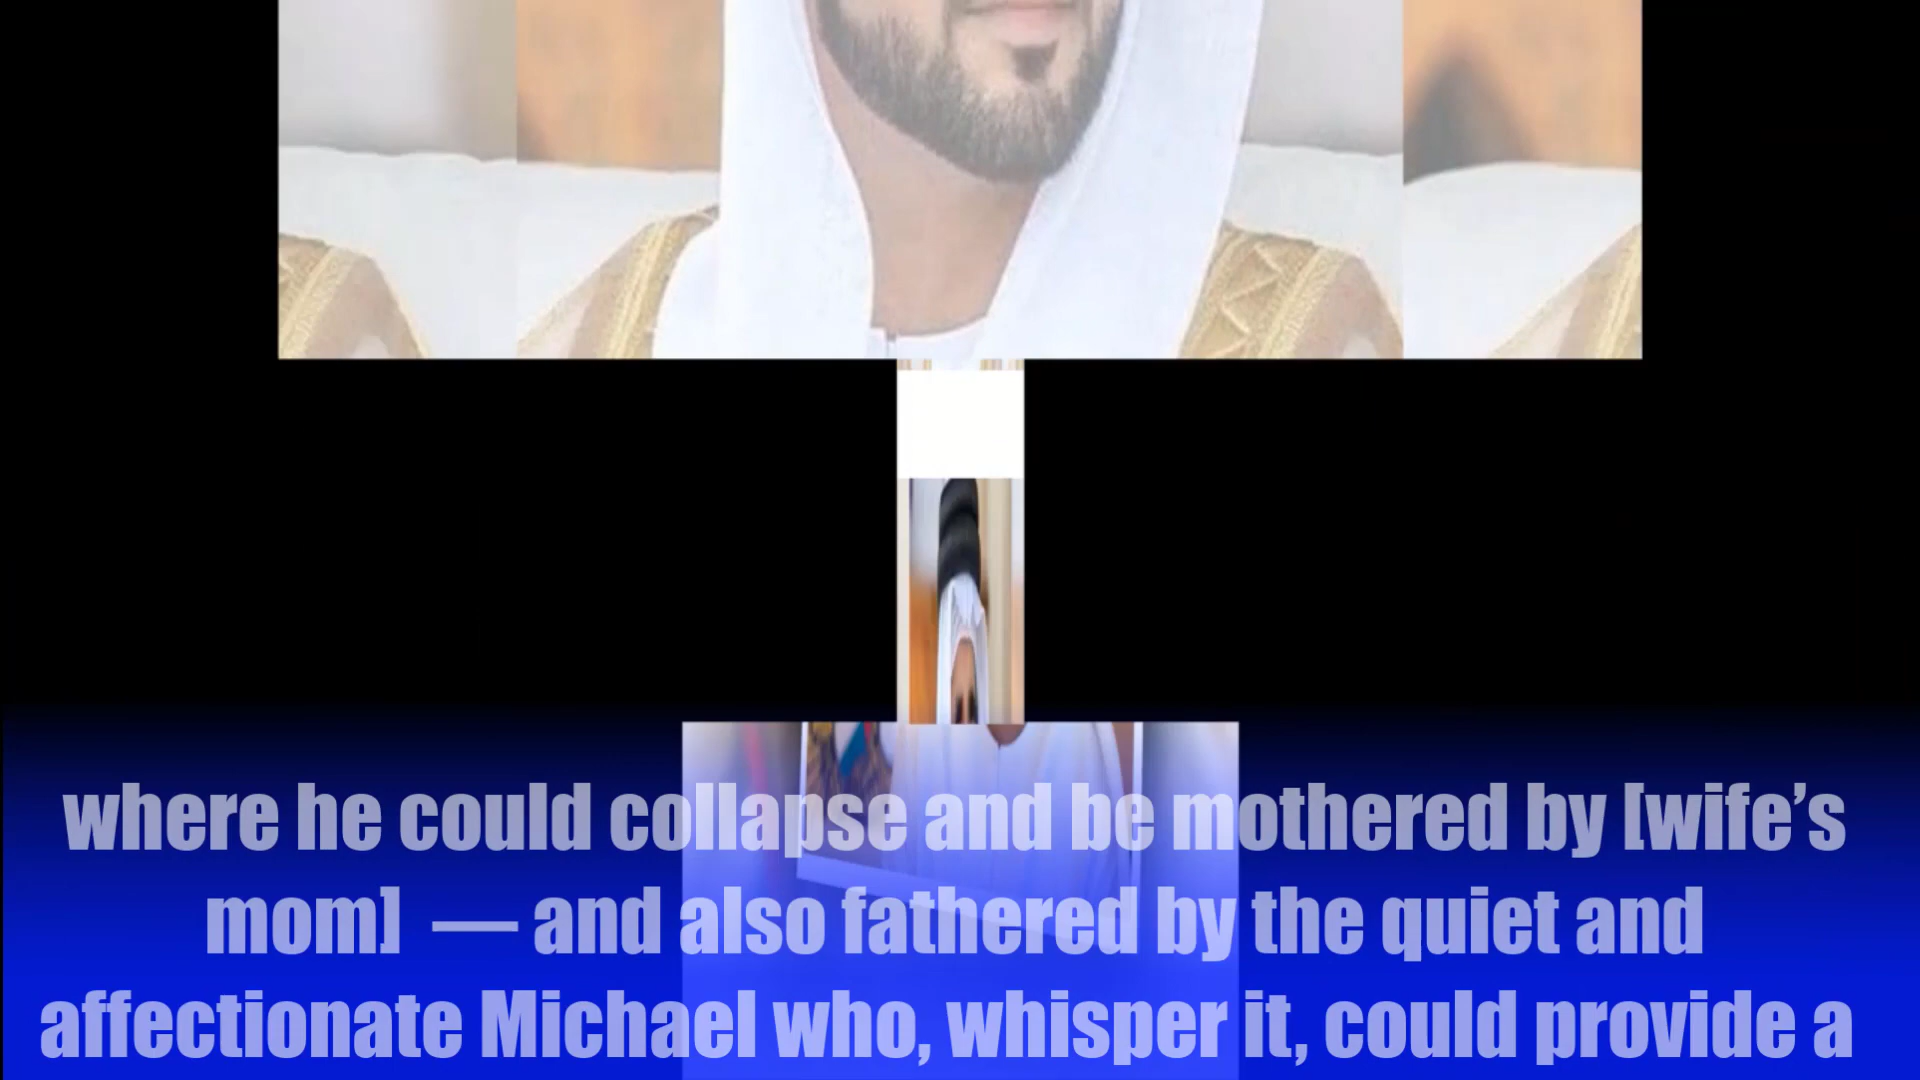 where he could collapse and be mothered by [wife’s
mom]  — and also fathered by the quiet and
affectionate Michael who, whisper it, could provide a